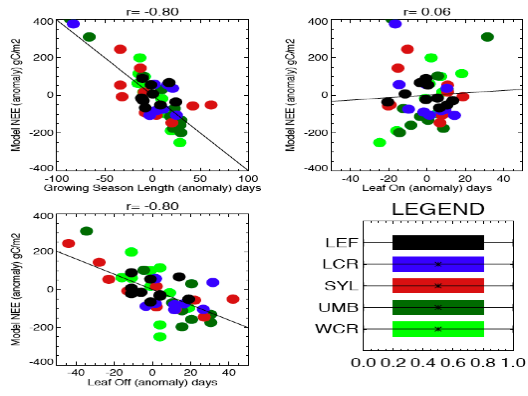 r= -0.80
r= 0.06
Model NEE (anomaly) gC/m2
400
200
0
-200
-400
-100
-50
0
50
100
Growing Season Length (anomaly) days
Model NEE (anomaly) gC/m2
400
200
0
-200
-400
-40
-20
0
20
40
Leaf On (anomaly) days
r= -0.80
Model NEE (anomaly) gC/m2
400
200
0
-200
-400
-40
-20
0
20
40
Leaf Off (anomaly) days
LEGEND
LEF
LCR
SYL
UMB
WCR
0.0 0.2 0.4 0.6 0.8 1.0